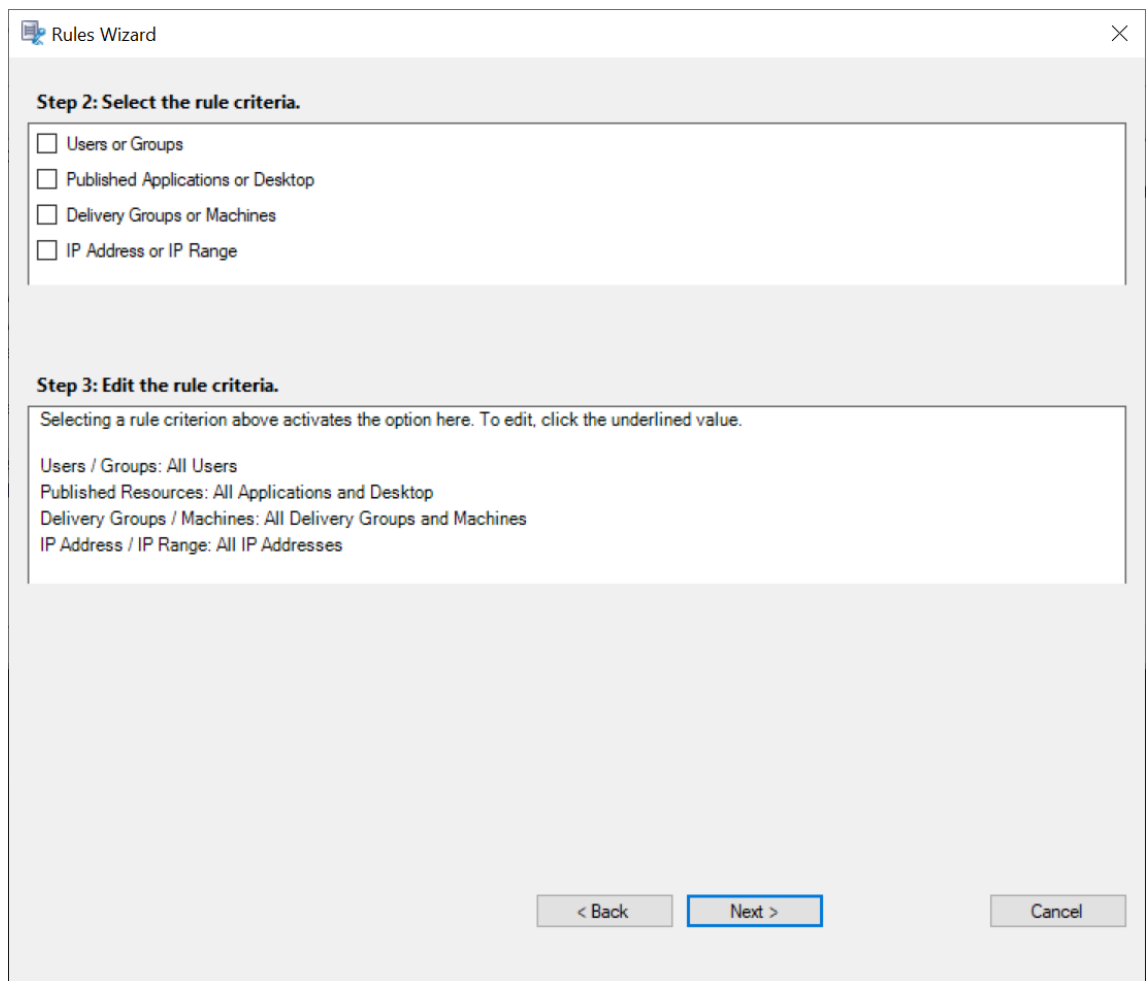 Rules Wizard
Step 2: Select the rule criteria.
Users or Groups
Published Applications or Desktop
Delivery Groups or Machines
IP Address or IP Range
Step 3: Edit the rule criteria.
Selecting a rule criterion above activates the option here. To edit, click the underlined value.
Users / Groups: All Users
Published Resources: All Applications and Desktop
Delivery Groups / Machines: All Delivery Groups and Machines
IP Address / IP Range: All IP Addresses
< Back
Next >
Cancel